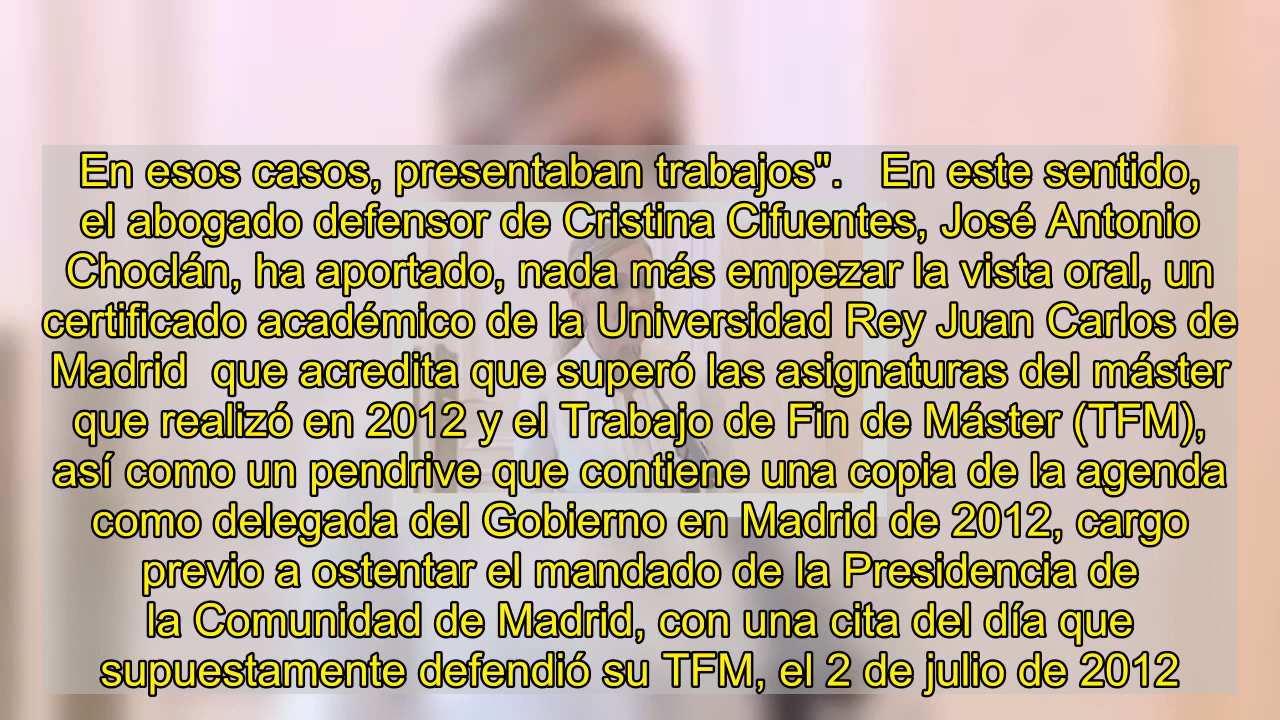 En esos casos, presentaban trabajos".   En este sentido,
el abogado defensor de Cristina Cifuentes, José Antonio
Choclán, ha aportado, nada más empezar la vista oral, un
certificado académico de la Universidad Rey Juan Carlos de
Madrid  que acredita que superó las asignaturas del máster
que realizó en 2012 y el Trabajo de Fin de Máster (TFM),
así como un pendrive que contiene una copia de la agenda
como delegada del Gobierno en Madrid de 2012, cargo
previo a ostentar el mandado de la Presidencia de
la Comunidad de Madrid, con una cita del día que
supuestamente defendió su TFM, el 2 de julio de 2012